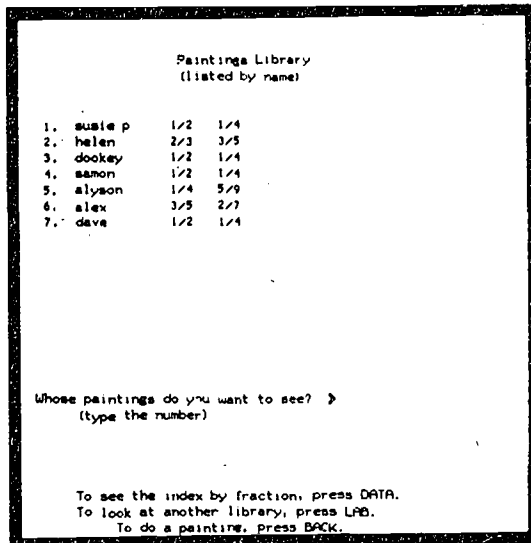 Paintings Library
(listed by name)
1. susie p 1/2 1/4
2. helen 2/3 3/5
3. dookey 1/2 1/4
4. samon 1/2 1/4
5. alyson 1/4 5/9
6. alex 3/5 2/7
7. dave 1/2 1/4
Whose paintings do you want to see? >
(type the number)
To see the index by fraction, press DATA.
To look at another library, press LAB.
To do a painting, press BACK.